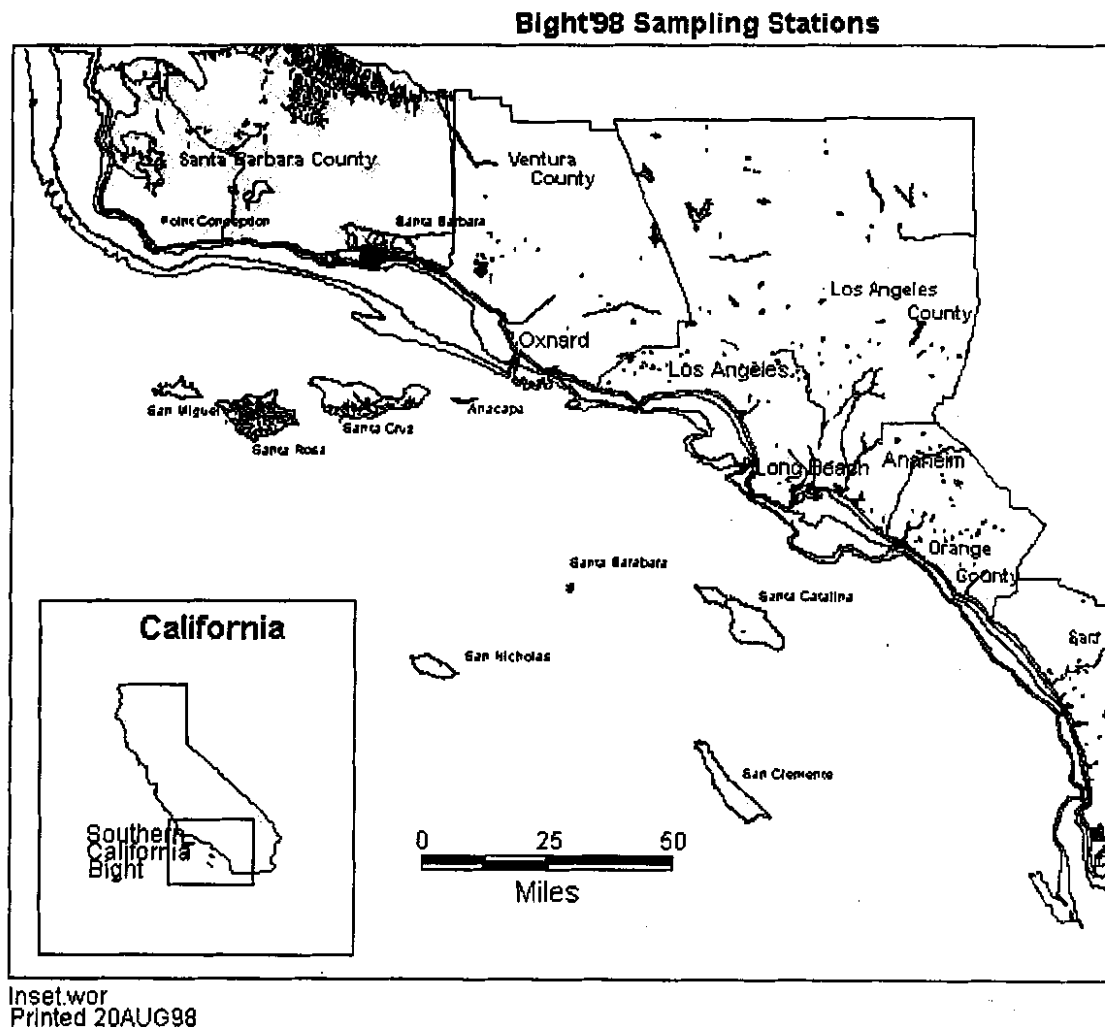 Bight'98 Sampling Stations
Santa Barbara County
Ventura
County
Point Conception
Santa Barbara
Los Angeles
County
Oxnard
Los Angeles
San Miguel
Santa Rosa
Santa Cruz
Anacapa
Long Beach
Anaheim
Orange
County
Santa Barabara
Santa Catalina
San Nicholas
San Clemente
California
Southern
California
Bight
0 25 50
Miles
Inset.wor
Printed 20AUG98